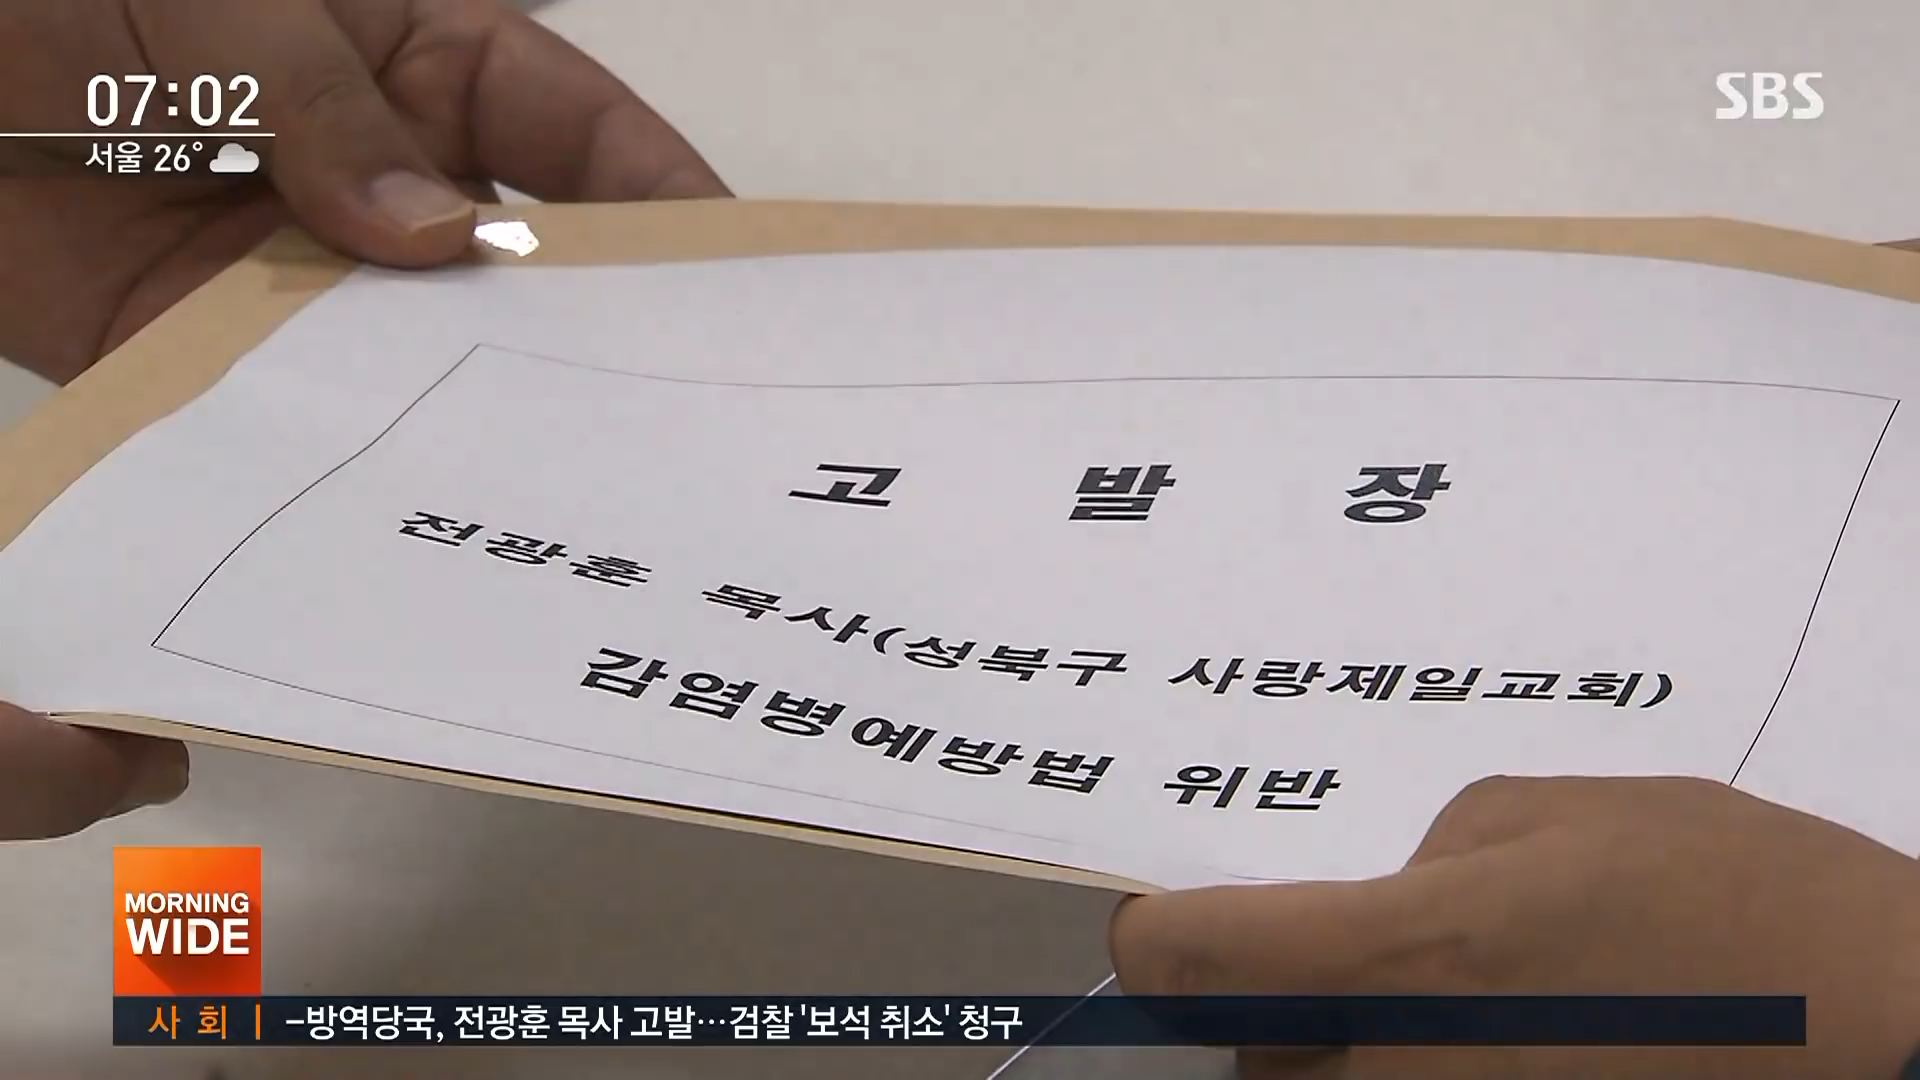 07:02
서울 26°
SBS
고 발 장
전광훈 목사(성북구 사랑제일교회)
감염병예방법 위반
MORNING
WIDE
사 회 | -방역당국, 전광훈 목사 고발…검찰 '보석 취소' 청구